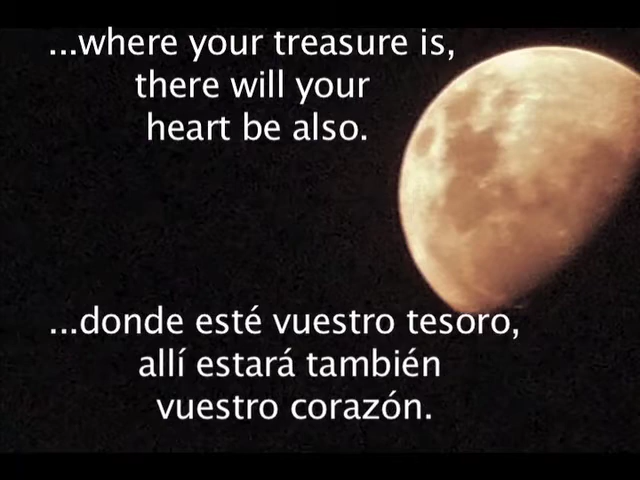 ...where your treasure is,
there will your
heart be also.
...donde esté vuestro tesoro,
allí estará también
vuestro corazón.